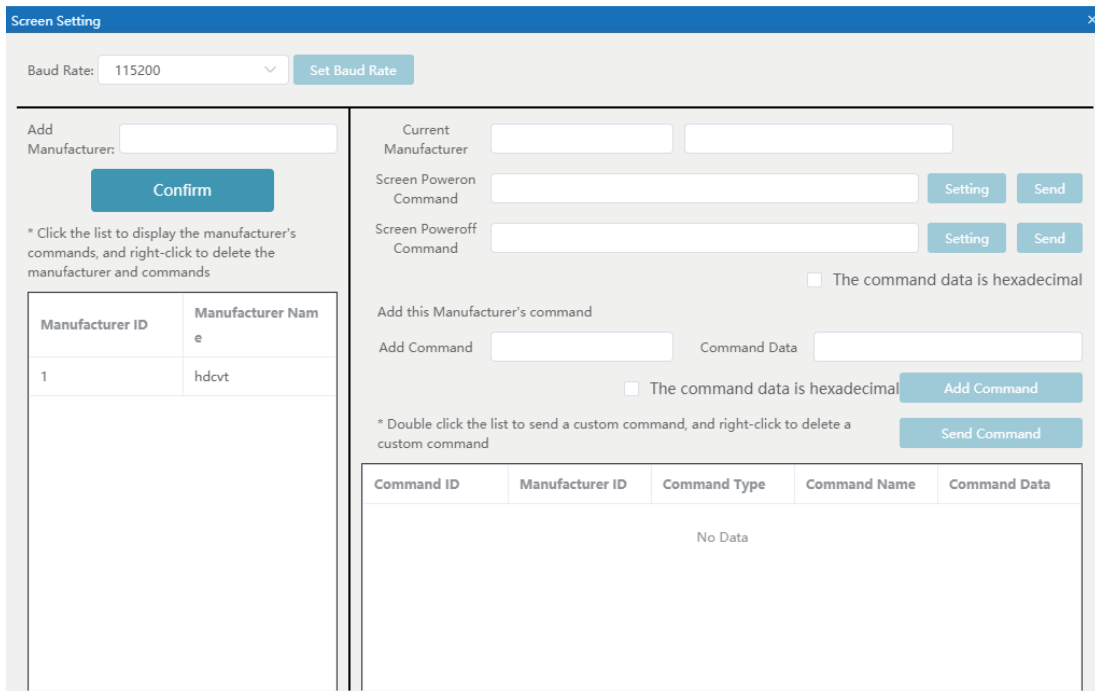 Screen Setting
×
Baud Rate: 115200 Set Baud Rate
Add
Manufacturer:
Confirm
* Click the list to display the manufacturer's
commands, and right-click to delete the
manufacturer and commands
Manufacturer ID Manufacturer Nam
e
1 hdcvt
Current
Manufacturer
Screen Poweron
Command
Setting Send
Screen Poweroff
Command
Setting Send
The command data is hexadecimal
Add this Manufacturer's command
Add Command Command Data
The command data is hexadecimal Add Command
* Double click the list to send a custom command, and right-click to delete a
custom command
Send Command
Command ID Manufacturer ID Command Type Command Name Command Data
No Data